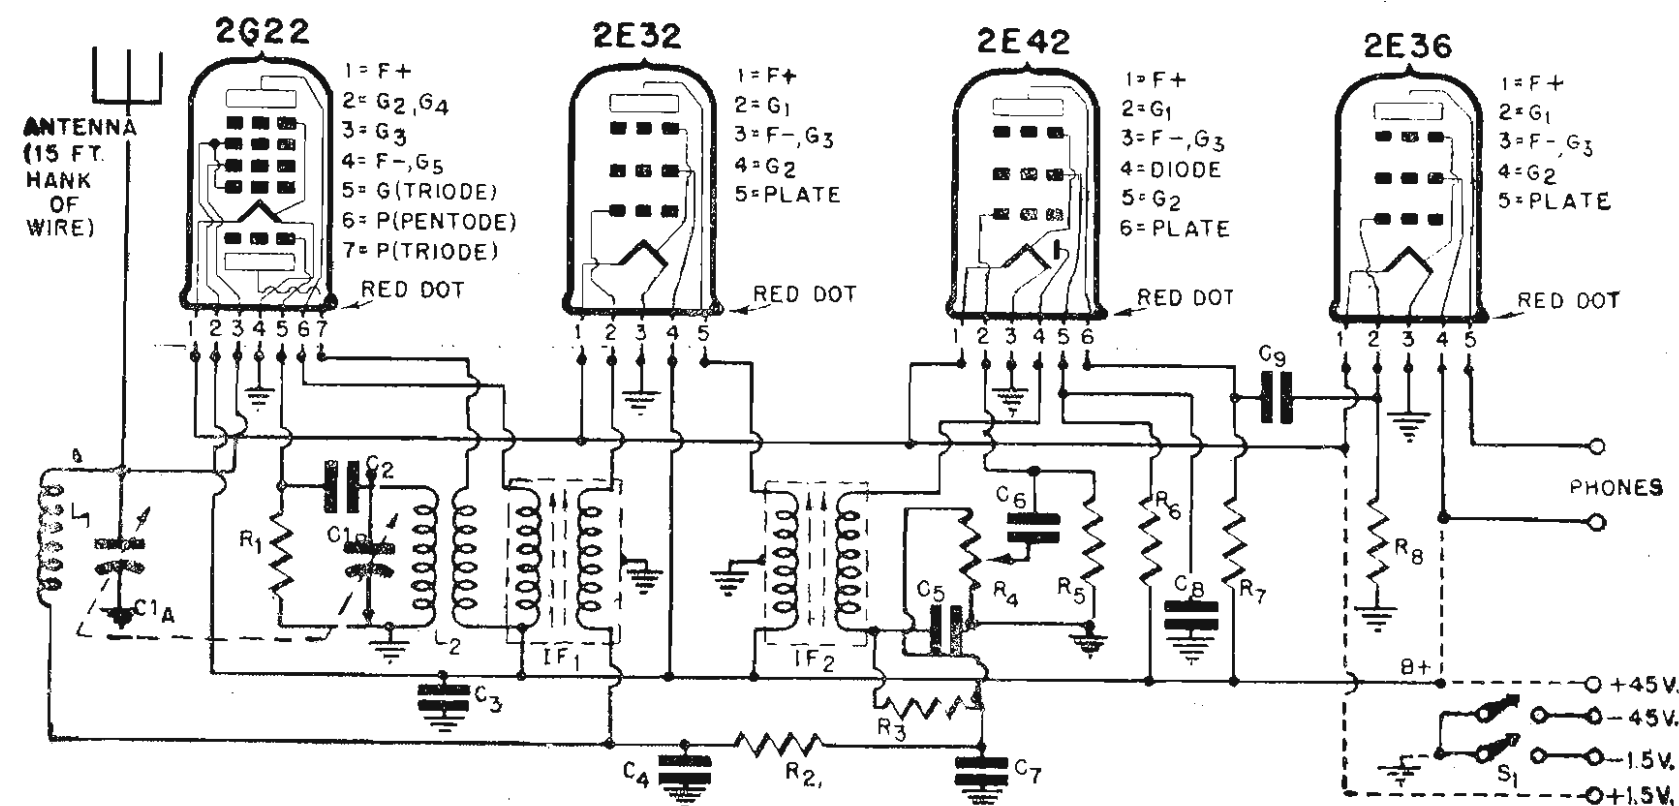 2G22
1=F+
2=G2,G4
3=G3
4=F-,G5
5=G(TRIODE)
6=P(PENTODE)
7=P(TRIODE)
RED DOT
1 2 3 4 5 6 7
ANTENNA
(15 FT.
HANK
OF
WIRE)
2E32
1=F+
2=G1
3=F-,G3
4=G2
5=PLATE
RED DOT
1 2 3 4 5
2E42
1=F+
2=G1
3=F-,G3
4=DIODE
5=G2
6=PLATE
RED DOT
1 2 3 4 5 6
2E36
1=F+
2=G1
3=F-,G3
4=G2
5=PLATE
RED DOT
1 2 3 4 5
C9
L1
C1A
R1
C2
C1B
L2
IF1
C3
C4
R2
IF2
R3
C5
R4
C6
R5
R6
C8
R7
C7
R8
PHONES
B+
+45V.
-45V.
S1
-1.5V.
+1.5V.